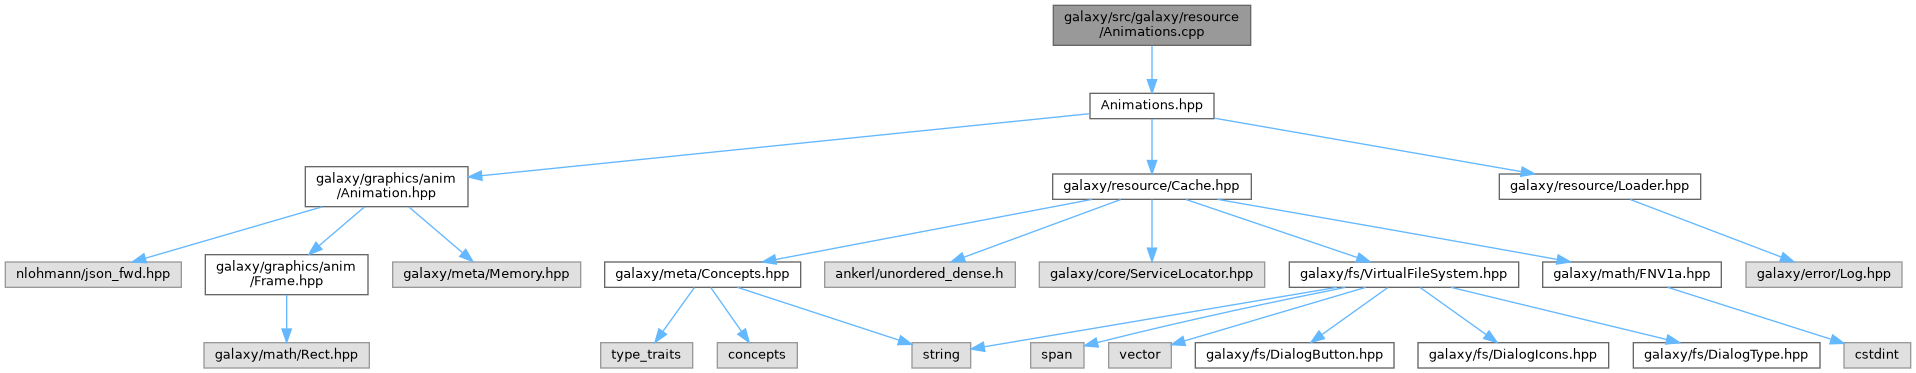 galaxy/src/galaxy/resource
/Animations.cpp
Animations.hpp
galaxy/graphics/anim
/Animation.hpp
galaxy/resource/Cache.hpp
galaxy/resource/Loader.hpp
nlohmann/json_fwd.hpp
galaxy/graphics/anim
/Frame.hpp
galaxy/meta/Memory.hpp
galaxy/meta/Concepts.hpp
ankerl/unordered_dense.h
galaxy/core/ServiceLocator.hpp
galaxy/fs/VirtualFileSystem.hpp
galaxy/math/FNV1a.hpp
galaxy/error/Log.hpp
galaxy/math/Rect.hpp
type_traits
concepts
string
span
vector
galaxy/fs/DialogButton.hpp
galaxy/fs/DialogIcons.hpp
galaxy/fs/DialogType.hpp
cstdint